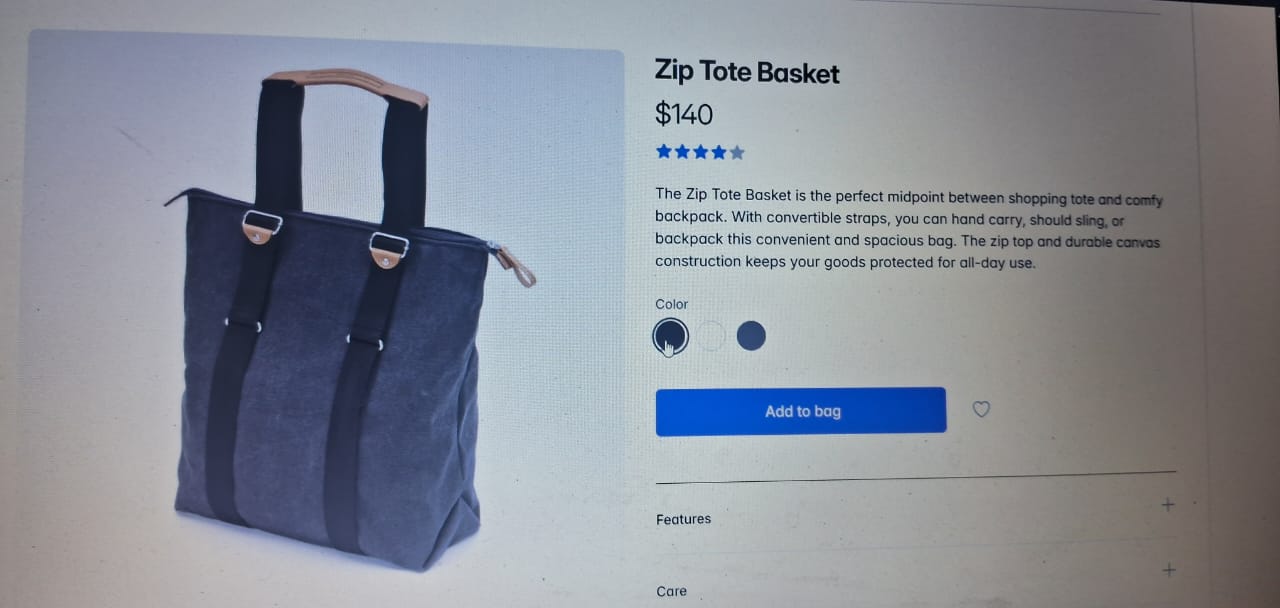 Zip Tote Basket
$140
The Zip Tote Basket is the perfect midpoint between shopping tote and comfy
backpack. With convertible straps, you can hand carry, should sling, or
backpack this convenient and spacious bag. The zip top and durable canvas
construction keeps your goods protected for all-day use.
Color
Add to bag
Features
Care